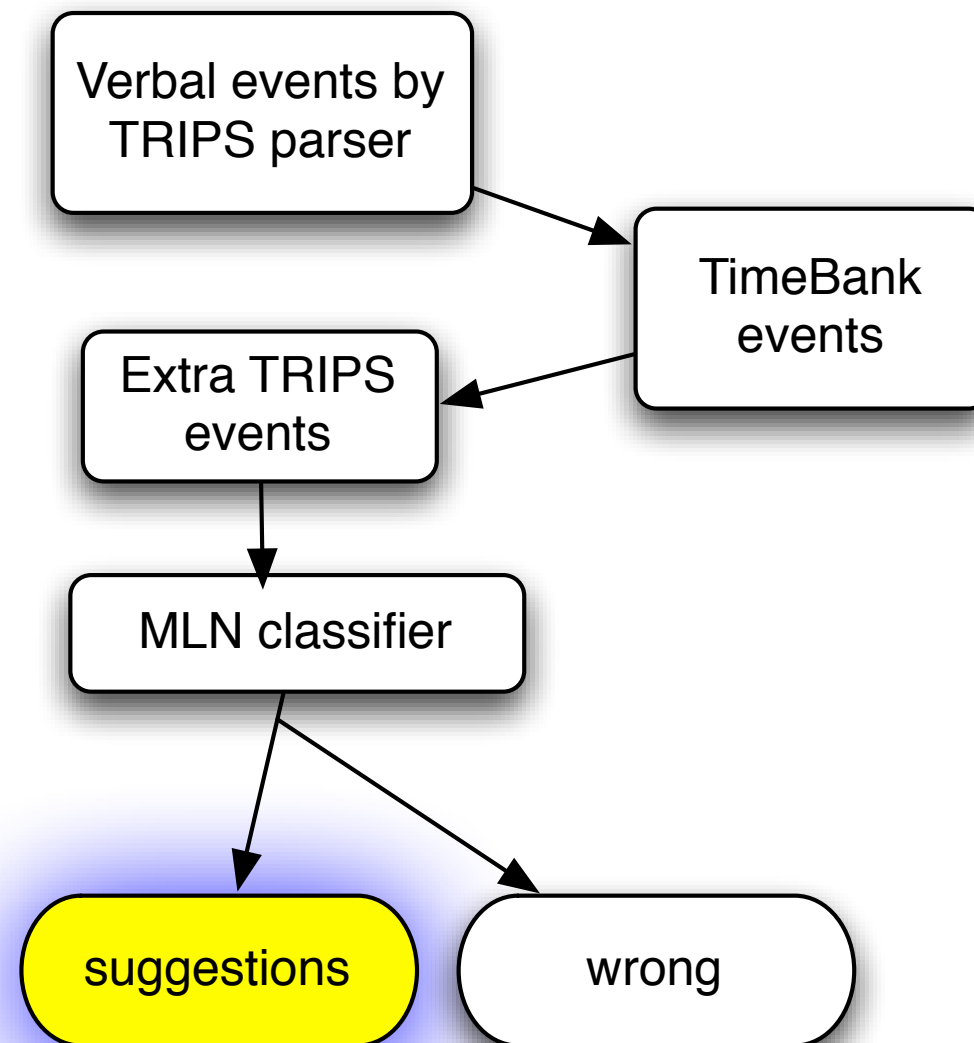 Verbal events by
TRIPS parser
TimeBank
events
Extra TRIPS
events
MLN classifier
suggestions
wrong